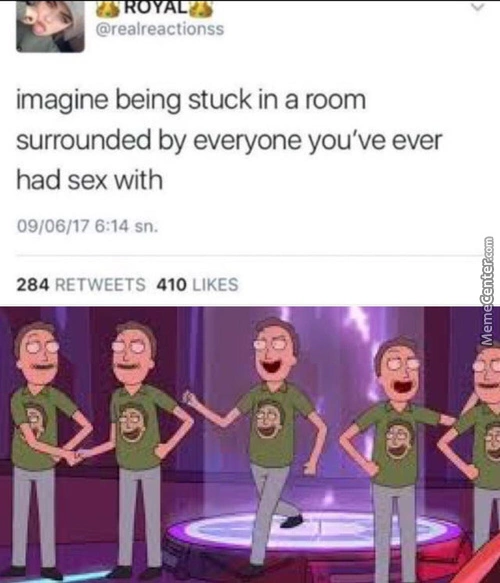 👑ROYAL👑
@realreactionss
imagine being stuck in a room
surrounded by everyone you've ever
had sex with
09/06/17 6:14 sn.
284 RETWEETS 410 LIKES
MemeCenter.com